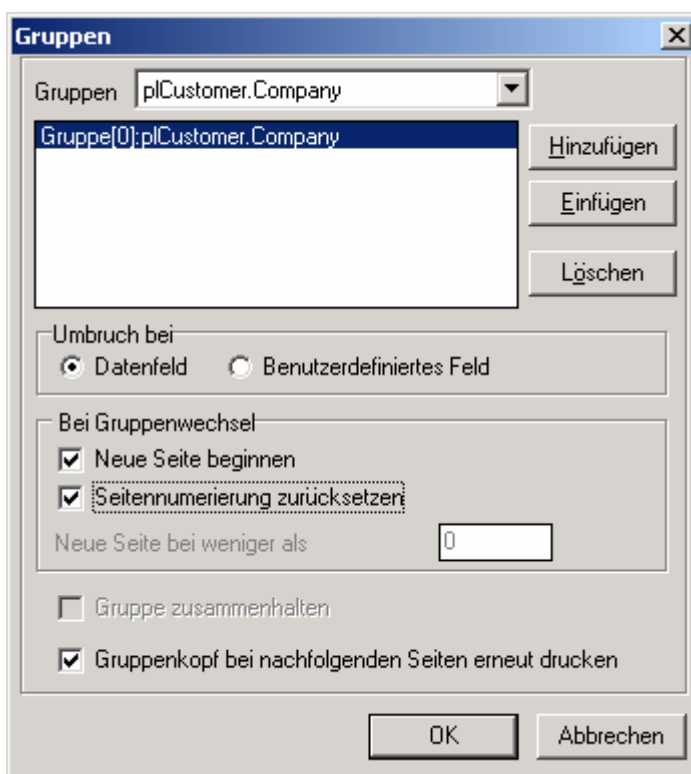 Gruppen
Gruppen plCustomer.Company
Gruppe[0]:plCustomer.Company
Hinzufügen
Einfügen
Löschen
Umbruch bei
Datenfeld Benutzerdefiniertes Feld
Bei Gruppenwechsel
Neue Seite beginnen
Seitennumerierung zurücksetzen
Neue Seite bei weniger als 0
Gruppe zusammenhalten
Gruppenkopf bei nachfolgenden Seiten erneut drucken
OK Abbrechen